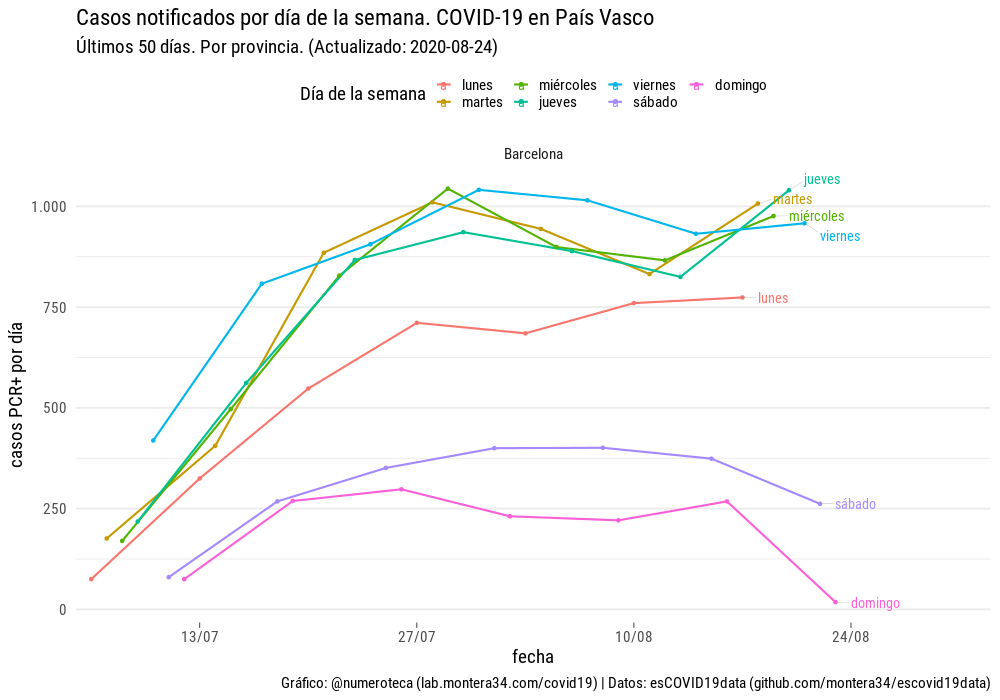 Casos notificados por día de la semana. COVID-19 en País Vasco
Últimos 50 días. Por provincia. (Actualizado: 2020-08-24)
Día de la semana
lunes
martes
miércoles
jueves
viernes
sábado
domingo
Barcelona
casos PCR+ por día
1.000
750
500
250
0
jueves
martes
miércoles
viernes
lunes
sábado
domingo
13/07
27/07
10/08
24/08
fecha
Gráfico: @numeroteca (lab.montera34.com/covid19) | Datos: esCOVID19data (github.com/montera34/escovid19data)